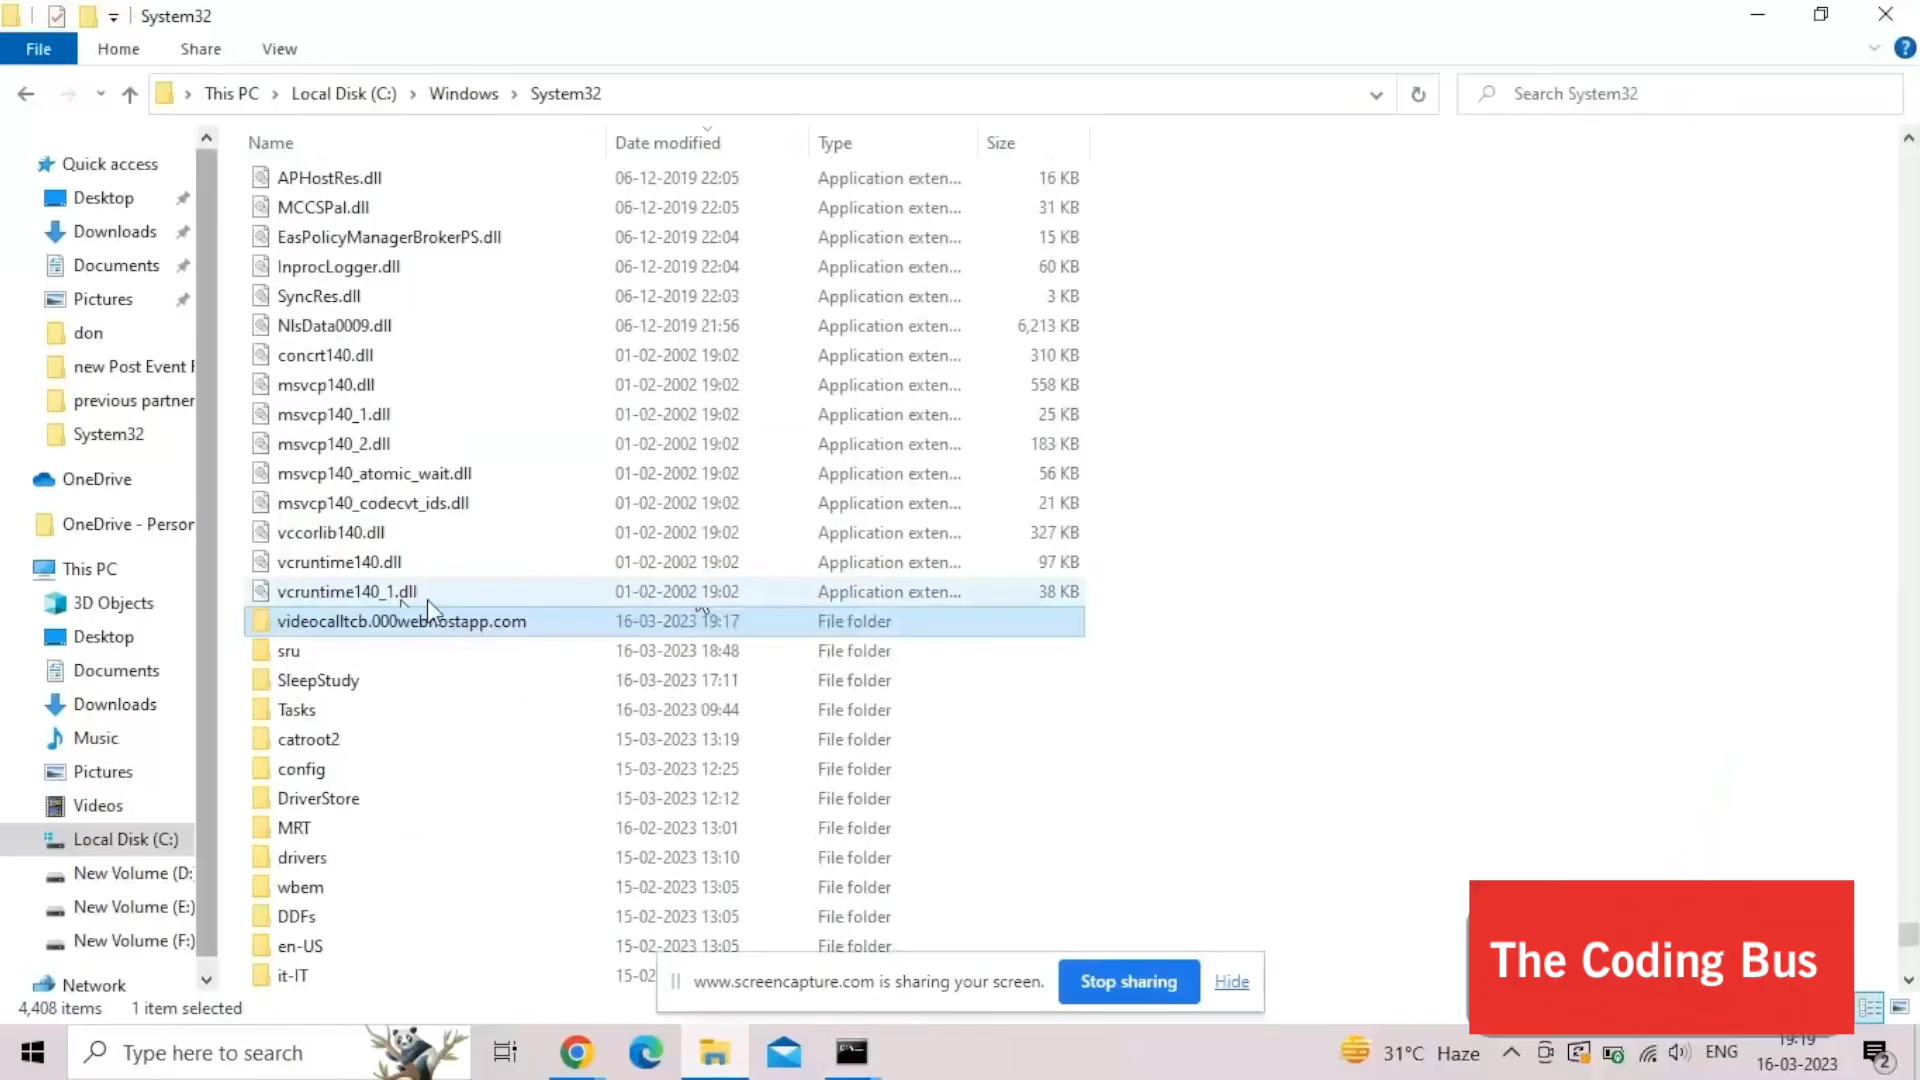 System32
File Home Share View
This PC Local Disk (C:) Windows System32
Search System32
Name Date modified Type Size
Quick access
Desktop
Downloads
Documents
Pictures
don
new Post Event
previous partner
System32
OneDrive
OneDrive - Person
This PC
3D Objects
Desktop
Documents
Downloads
Music
Pictures
Videos
Local Disk (C:)
New Volume (D:
New Volume (E:)
New Volume (F:)
Network
APHostRes.dll 06-12-2019 22:05 Application exten... 16 KB
MCCSPal.dll 06-12-2019 22:05 Application exten... 31 KB
EasPolicyManagerBrokerPS.dll 06-12-2019 22:04 Application exten... 15 KB
InprocLogger.dll 06-12-2019 22:04 Application exten... 60 KB
SyncRes.dll 06-12-2019 22:03 Application exten... 3 KB
NlsData0009.dll 06-12-2019 21:56 Application exten... 6,213 KB
concrt140.dll 01-02-2002 19:02 Application exten... 310 KB
msvcp140.dll 01-02-2002 19:02 Application exten... 558 KB
msvcp140_1.dll 01-02-2002 19:02 Application exten... 25 KB
msvcp140_2.dll 01-02-2002 19:02 Application exten... 183 KB
msvcp140_atomic_wait.dll 01-02-2002 19:02 Application exten... 56 KB
msvcp140_codecvt_ids.dll 01-02-2002 19:02 Application exten... 21 KB
vccorlib140.dll 01-02-2002 19:02 Application exten... 327 KB
vcruntime140.dll 01-02-2002 19:02 Application exten... 97 KB
vcruntime140_1.dll 01-02-2002 19:02 Application exten... 38 KB
videocalltcb.000webhostapp.com 16-03-2023 19:17 File folder
sru 16-03-2023 18:48 File folder
SleepStudy 16-03-2023 17:11 File folder
Tasks 16-03-2023 09:44 File folder
catroot2 15-03-2023 13:19 File folder
config 15-03-2023 12:25 File folder
DriverStore 15-03-2023 12:12 File folder
MRT 16-02-2023 13:01 File folder
drivers 15-02-2023 13:10 File folder
wbem 15-02-2023 13:05 File folder
DDFs 15-02-2023 13:05 File folder
en-US 15-02-2023 13:05 File folder
it-IT 15-02
www.screencapture.com is sharing your screen. Stop sharing Hide
The Coding Bus
4,408 items 1 item selected
Type here to search
31°C Haze ENG
19:19
16-03-2023
2